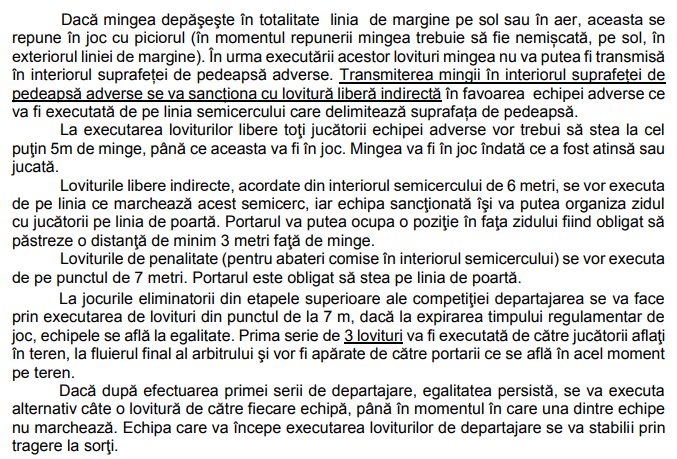 Dacă mingea depăşeşte în totalitate linia de margine pe sol sau în aer, aceasta se
repune în joc cu piciorul (în momentul repunerii mingea trebuie să fie nemișcată, pe sol, în
exteriorul liniei de margine). În urma executării acestor lovituri mingea nu va putea fi transmisă
în interiorul suprafeței de pedeapsă adverse. Transmiterea mingii în interiorul suprafeței de
pedeapsă adverse se va sancționa cu lovitură liberă indirectă în favoarea echipei adverse ce
va fi executată de pe linia semicercului care delimitează suprafața de pedeapsă.
La executarea loviturilor libere toţi jucătorii echipei adverse vor trebui să stea la cel
puţin 5m de minge, până ce aceasta va fi în joc. Mingea va fi în joc îndată ce a fost atinsă sau
jucată.
Loviturile libere indirecte, acordate din interiorul semicercului de 6 metri, se vor executa
de pe linia ce marchează acest semicerc, iar echipa sancţionată îşi va putea organiza zidul
cu jucătorii pe linia de poartă. Portarul va putea ocupa o poziţie în faţa zidului fiind obligat să
păstreze o distanţă de minim 3 metri faţă de minge.
Loviturile de penalitate (pentru abateri comise în interiorul semicercului) se vor executa
de pe punctul de 7 metri. Portarul este obligat să stea pe linia de poartă.
La jocurile eliminatorii din etapele superioare ale competiţiei departajarea se va face
prin executarea de lovituri din punctul de la 7 m, dacă la expirarea timpului regulamentar de
joc, echipele se află la egalitate. Prima serie de 3 lovituri va fi executată de către jucătorii aflaţi
în teren, la fluierul final al arbitrului şi vor fi apărate de către portarii ce se află în acel moment
pe teren.
Dacă după efectuarea primei serii de departajare, egalitatea persistă, se va executa
alternativ câte o lovitură de către fiecare echipă, până în momentul în care una dintre echipe
nu marchează. Echipa care va începe executarea loviturilor de departajare se va stabilii prin
tragere la sorţi.